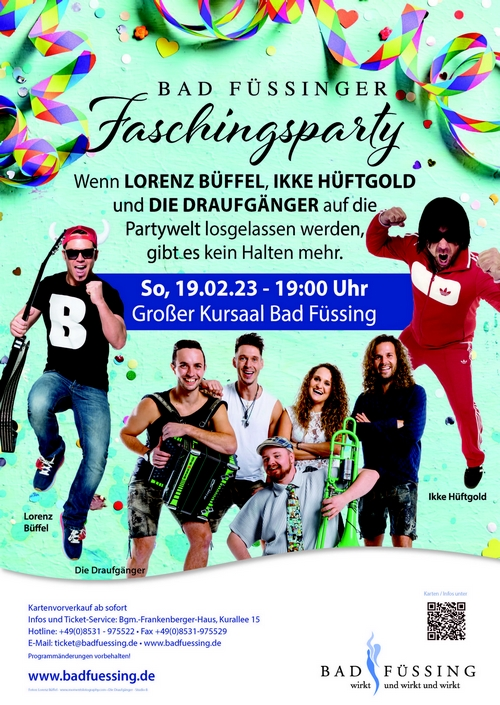 BAD FÜSSINGER
Faschingsparty
Wenn LORENZ BÜFFEL, IKKE HÜFTGOLD
und DIE DRAUFGÄNGER auf die
Partywelt losgelassen werden,
gibt es kein Halten mehr.
So, 19.02.23 - 19:00 Uhr
Großer Kursaal Bad Füssing
B
Ikke Hüftgold
Lorenz
Büffel
Die Draufgänger
Karten / Infos unter
Kartenvorverkauf ab sofort
Infos und Ticket-Service: Bgm.-Frankenberger-Haus, Kurallee 15
Hotline: +49(0)8531 - 975522 • Fax +49(0)8531-975529
E-Mail: ticket@badfuessing.de • www.badfuessing.de
Programmänderungen vorbehalten!
www.badfuessing.de
BAD FÜSSING
wirkt und wirkt und wirkt